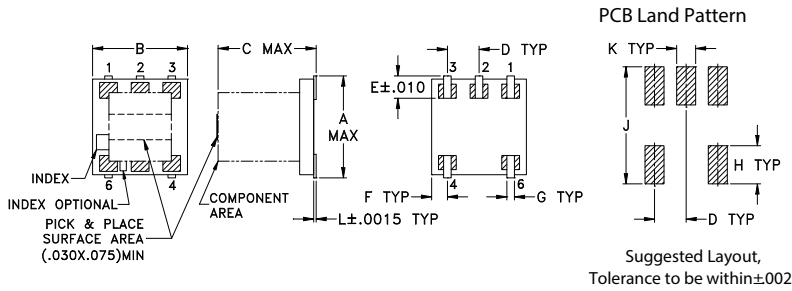 PCB Land Pattern
B
C MAX
D TYP
K TYP
1 2 3
3 2 1
E±.010
A
MAX
J
H TYP
INDEX
6 4
4 6
INDEX OPTIONAL
COMPONENT
AREA
F TYP
G TYP
D TYP
PICK & PLACE
SURFACE AREA
(.030X.075)MIN
L±.0015 TYP
Suggested Layout,
Tolerance to be within±002